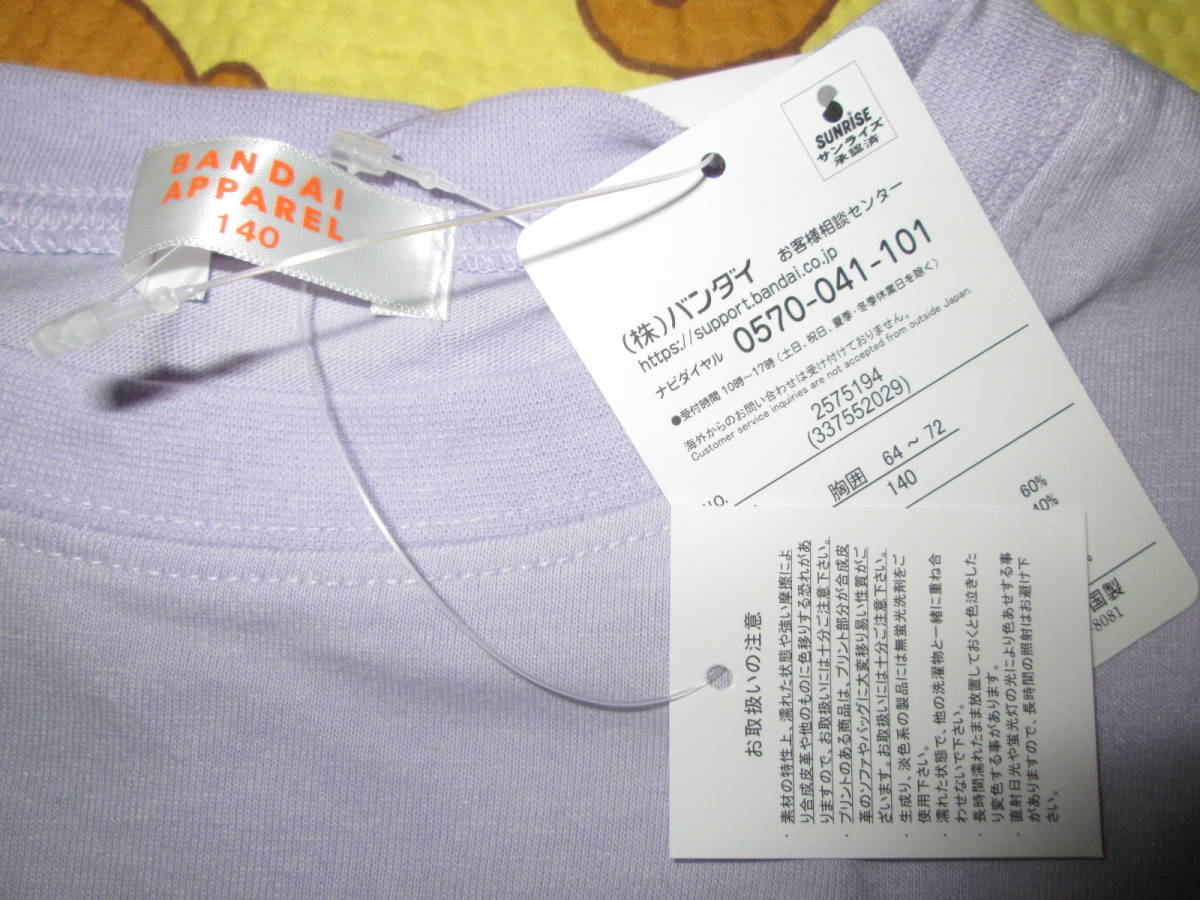 BANDAI
APPAREL
140
SUNRISE
サンライズ
承認済
(株)バンダイ お客様相談センター
https://support.bandai.co.jp
ナビダイヤル 0570-041-101
●受付時間 10時～17時(土日、祝日、夏季・冬季休業日を除く)
海外からのお問い合わせは受け付けておりません。
Customer service inquiries are not accepted from outside Japan.
2575194
(337552029)
NO.
胸囲 64～72
140
60%
40%
国製
-8081
お取扱いの注意
・素材の特性上、濡れた状態や強い摩擦によ
り合成皮革や他のものに色移りする恐れがあ
りますので、お取扱いには十分ご注意下さい。
・プリントのある商品は、プリント部分が合成皮
革のソファやバッグに大変移り易い性質がご
ざいます。お取扱いには十分ご注意下さい。
・生成り、淡色系の製品には無蛍光洗剤をご
使用下さい。
・濡れた状態で、他の洗濯物と一緒に重ね合
わせないで下さい。
・長時間濡れたまま放置しておくと色泣きした
り変色する事があります。
・直射日光や蛍光灯の光により色あせする事
がありますので、長時間の照射はお避け下
さい。